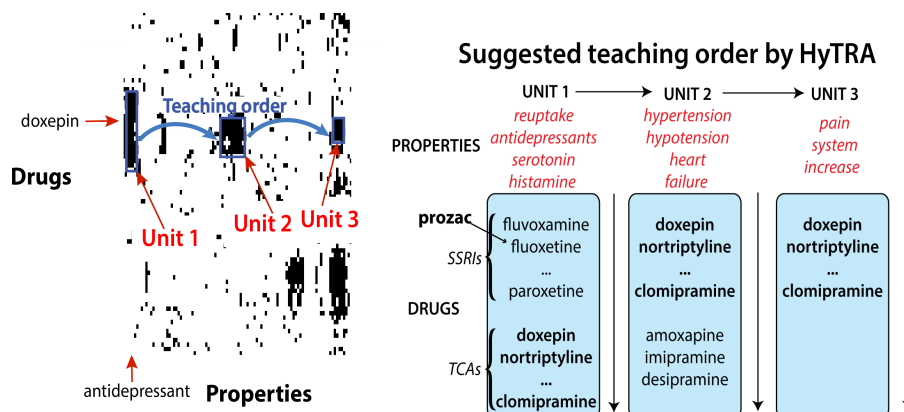 Teaching order
doxepin
Drugs
Unit 1
Unit 2
Unit 3
antidepressant
Properties
Suggested teaching order by HyTRA
UNIT 1
UNIT 2
UNIT 3
PROPERTIES
reuptake
antidepressants
serotonin
histamine
hypertension
hypotension
heart
failure
pain
system
increase
DRUGS
prozac
SSRIs
fluvoxamine
fluoxetine
...
paroxetine
TCAs
doxepin
nortriptyline
...
clomipramine
doxepin
nortriptyline
...
clomipramine
amoxapine
imipramine
desipramine
doxepin
nortriptyline
...
clomipramine